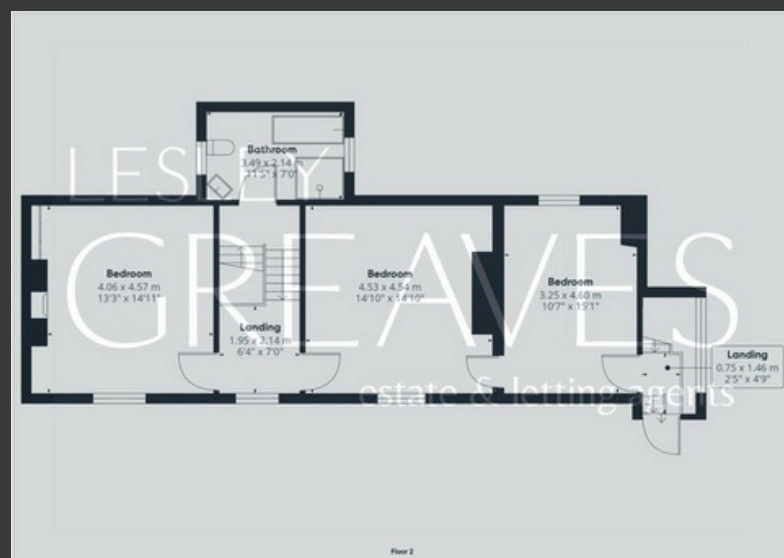 LESLEY
GREAVES
estate & letting agents
Bathroom
3.49 x 2.14 m
11'5" x 7'0"
Bedroom
4.06 x 4.57 m
13'3" x 14'11"
Landing
1.95 x 2.14 m
6'4" x 7'0"
Bedroom
4.53 x 4.54 m
14'10" x 14'10"
Bedroom
3.25 x 4.60 m
10'7" x 15'1"
Landing
0.75 x 1.46 m
2'5" x 4'9"
Floor 2